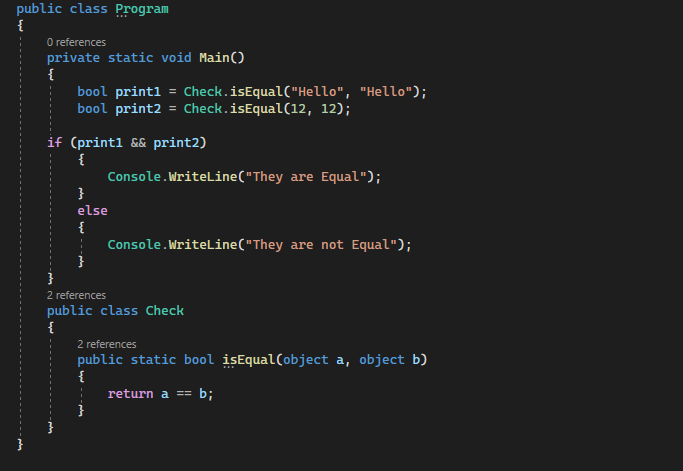 public class Program
{
0 references
private static void Main()
{
bool print1 = Check.isEqual("Hello", "Hello");
bool print2 = Check.isEqual(12, 12);
if (print1 && print2)
{
Console.WriteLine("They are Equal");
}
else
{
Console.WriteLine("They are not Equal");
}
}
2 references
public class Check
{
2 references
public static bool isEqual(object a, object b)
{
return a == b;
}
}
}